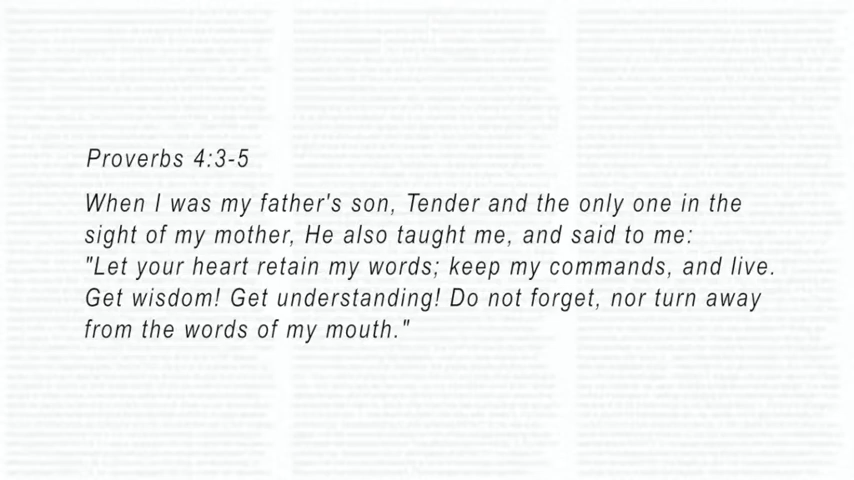 Proverbs 4:3-5
When I was my father's son, Tender and the only one in the
sight of my mother, He also taught me, and said to me:
"Let your heart retain my words; keep my commands, and live.
Get wisdom! Get understanding! Do not forget, nor turn away
from the words of my mouth."